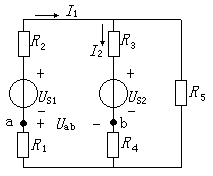 I1
R2
I2
R3
+
+
US1
US2
R5
−
−
a
+
Uab
−
b
R1
R4